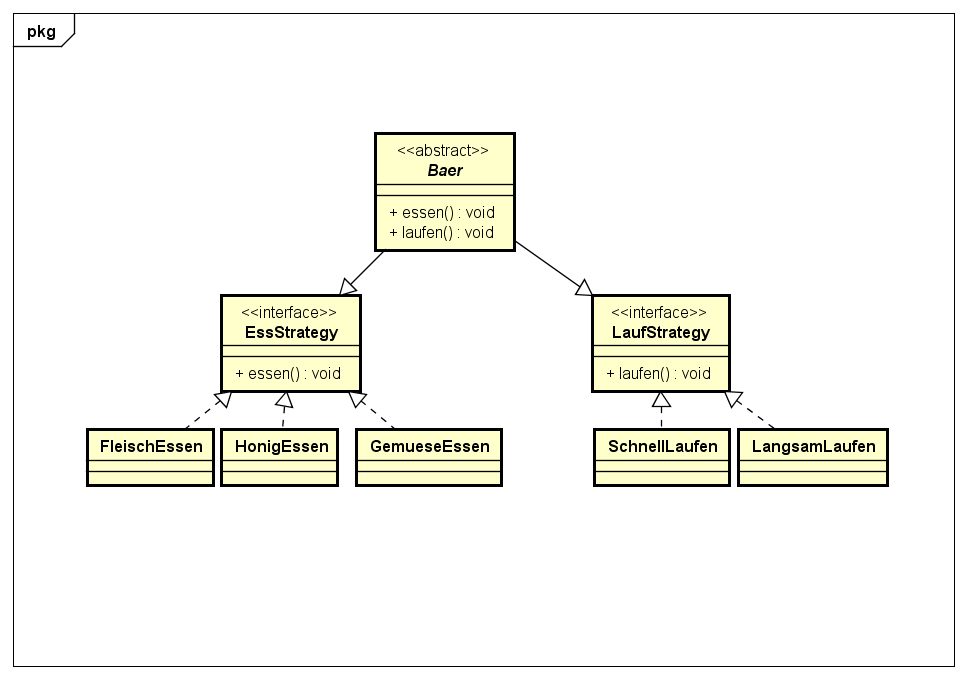 pkg
<<abstract>>
Baer
+ essen() : void
+ laufen() : void
<<interface>>
EssStrategy
+ essen() : void
<<interface>>
LaufStrategy
+ laufen() : void
FleischEssen
HonigEssen
GemueseEssen
SchnellLaufen
LangsamLaufen